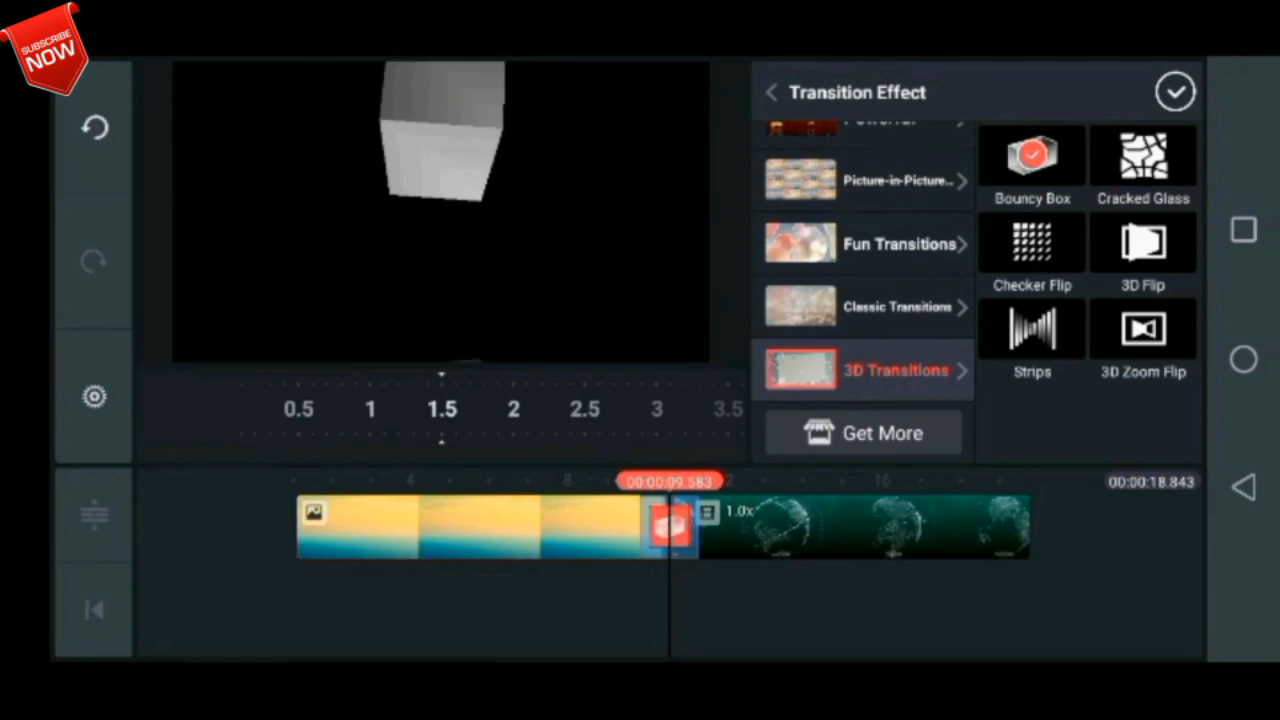 SUBSCRIBE
NOW
Transition Effect
Powerful
Picture-in-Picture..
Bouncy Box
Cracked Glass
Fun Transitions
Checker Flip
3D Flip
Classic Transitions
3D Transitions
Strips
3D Zoom Flip
0.5 1 1.5 2 2.5 3 3.5
Get More
4 8 00:00:09.583 2 16 00:00:18.843
1.0x